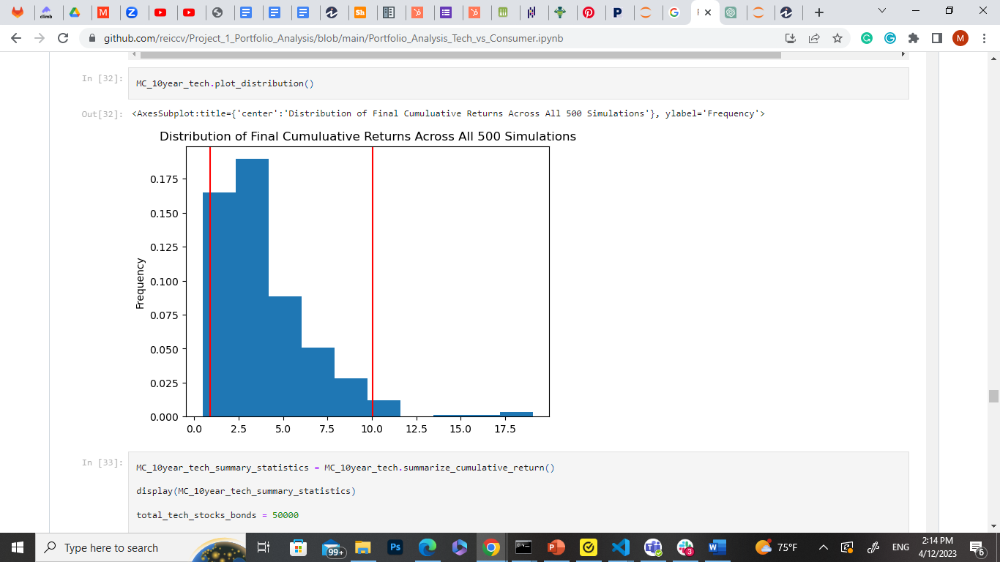 climb
M
Z
Sh
P
G
F
github.com/reiccv/Project_1_Portfolio_Analysis/blob/main/Portfolio_Analysis_Tech_vs_Consumer.ipynb
M
In [32]:
MC_10year_tech.plot_distribution()
Out[32]:
<AxesSubplot:title={'center':'Distribution of Final Cumuluative Returns Across All 500 Simulations'}, ylabel='Frequency'>
Distribution of Final Cumuluative Returns Across All 500 Simulations
Frequency
0.175
0.150
0.125
0.100
0.075
0.050
0.025
0.000
0.0 2.5 5.0 7.5 10.0 12.5 15.0 17.5
In [33]:
MC_10year_tech_summary_statistics = MC_10year_tech.summarize_cumulative_return()
display(MC_10year_tech_summary_statistics)
total_tech_stocks_bonds = 50000
Type here to search
99+
Ps
3
75°F
ENG
2:14 PM
4/12/2023
6